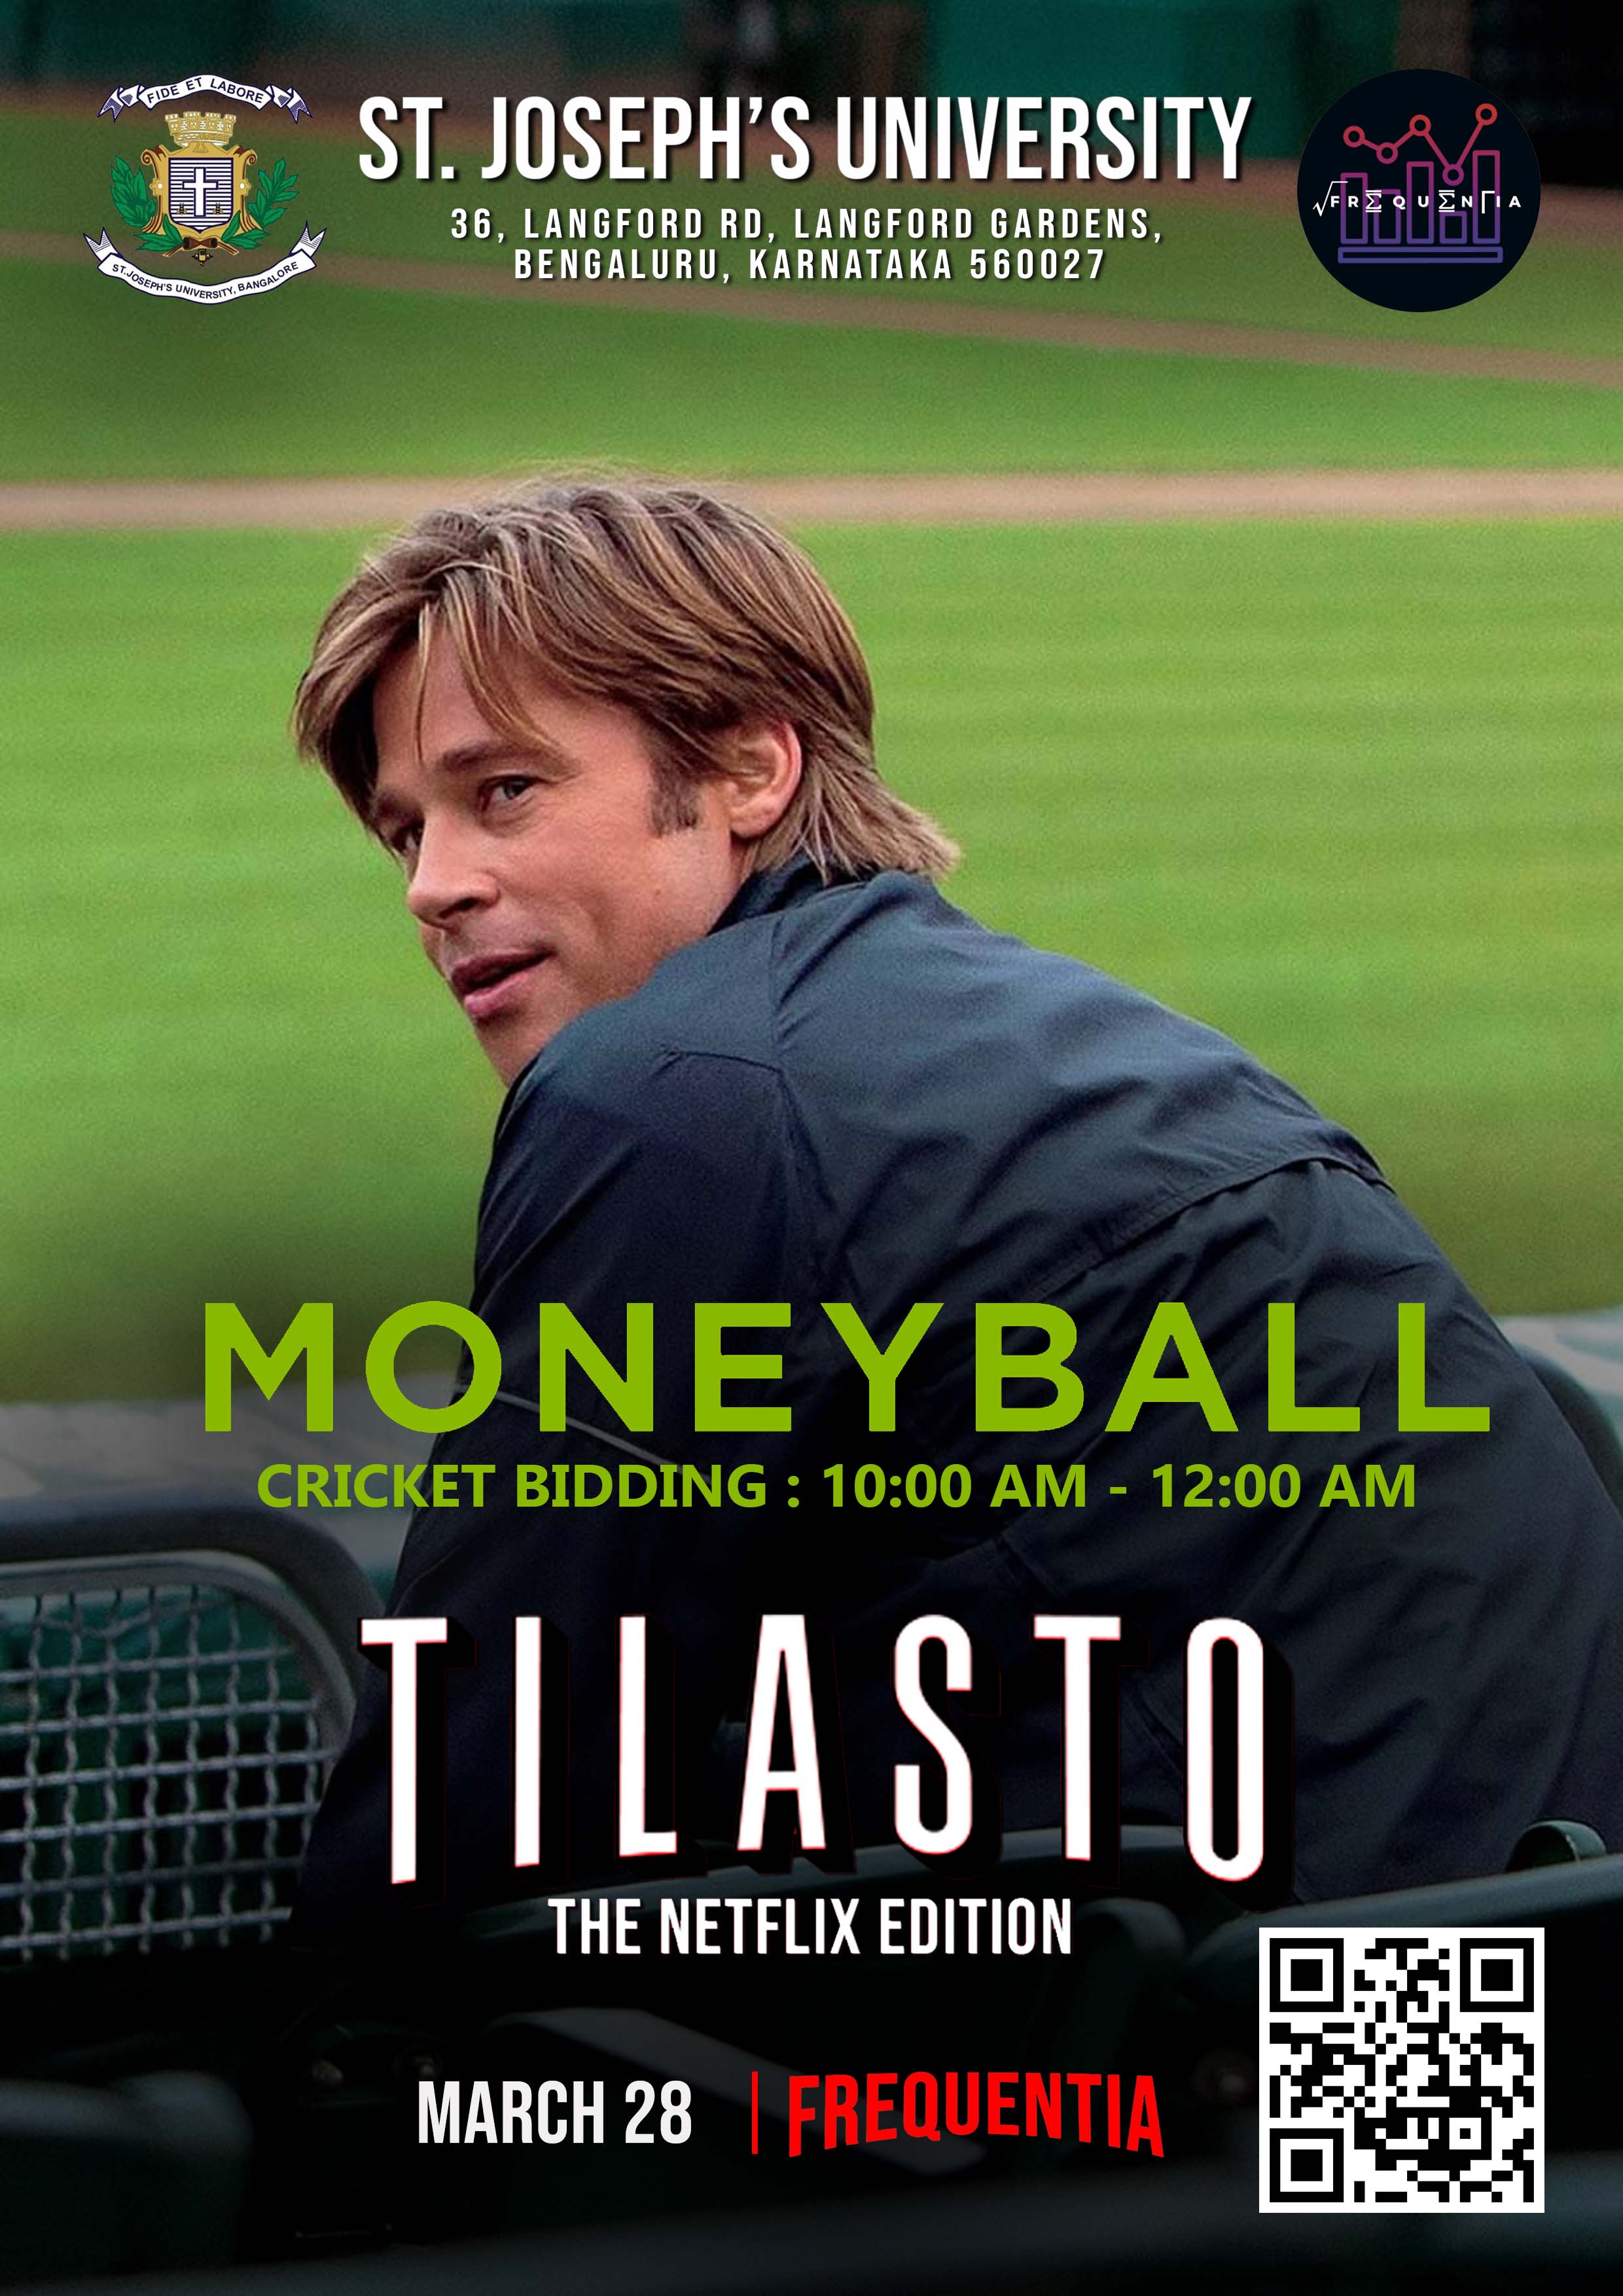 FIDE ET LABORE
ST. JOSEPH'S UNIVERSITY
36, LANGFORD RD, LANGFORD GARDENS,
BENGALURU, KARNATAKA 560027
ST.JOSEPH'S UNIVERSITY, BANGALORE
√FRΣQUΣNΓIA
MONEYBALL
CRICKET BIDDING : 10:00 AM - 12:00 AM
TILASTO
THE NETFLIX EDITION
MARCH 28 | FREQUENTIA